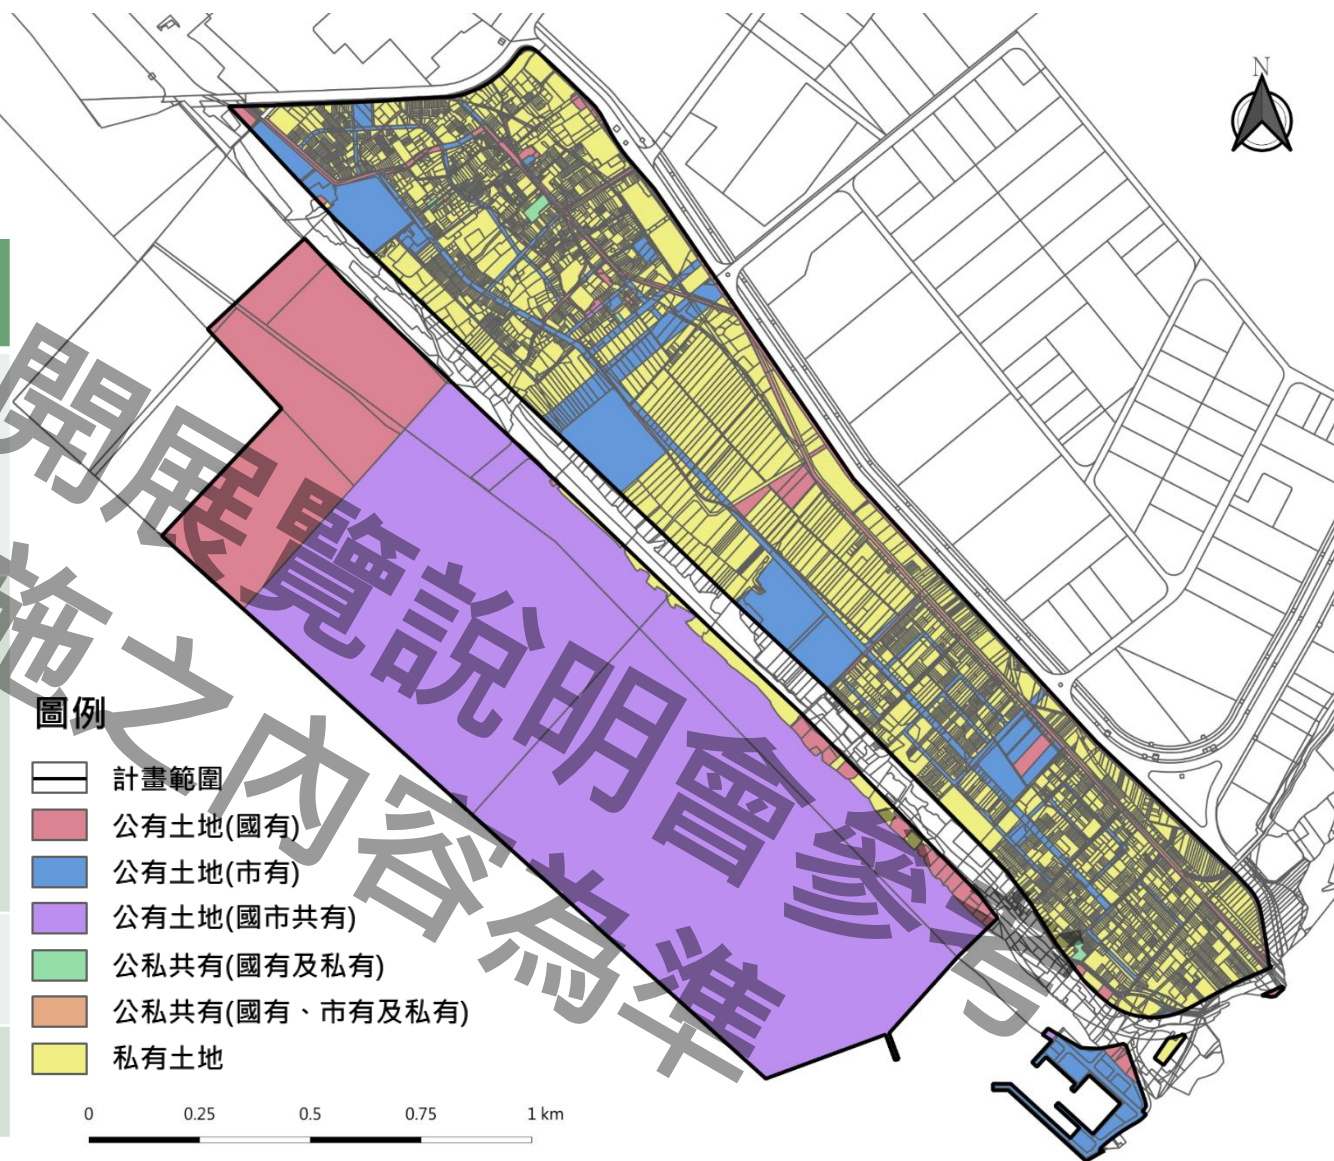 N
開展覽說明會參考
施之內容為準
圖例
計畫範圍
公有土地(國有)
公有土地(市有)
公有土地(國市共有)
公私共有(國有及私有)
公私共有(國有、市有及私有)
私有土地
0 0.25 0.5 0.75 1 km